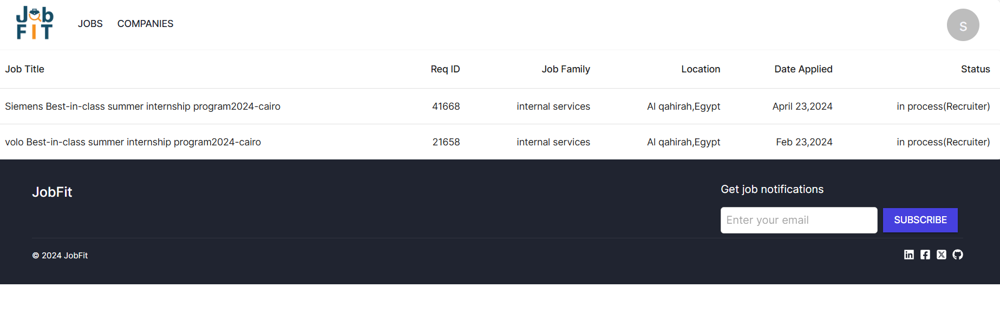 Job
FIT
JOBS COMPANIES
S
Job Title Req ID Job Family Location Date Applied Status
Siemens Best-in-class summer internship program2024-cairo 41668 internal services Al qahirah,Egypt April 23,2024 in process(Recruiter)
volo Best-in-class summer internship program2024-cairo 21658 internal services Al qahirah,Egypt Feb 23,2024 in process(Recruiter)
JobFit
Get job notifications
Enter your email SUBSCRIBE
© 2024 JobFit